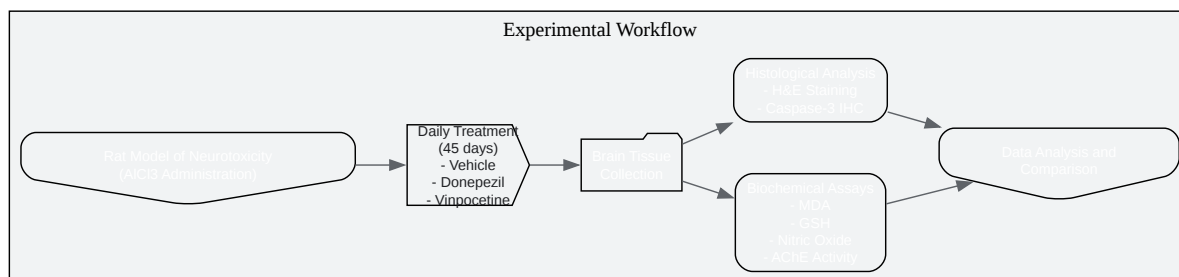 Experimental Workflow
Rat Model of Neurotoxicity
(AlCl3 Administration)
Daily Treatment
(45 days)
- Vehicle
- Donepezil
- Vinpocetine
Brain Tissue
Collection
Histological Analysis
- H&E Staining
- Caspase-3 IHC
Biochemical Assays
- MDA
- GSH
- Nitric Oxide
- AChE Activity
Data Analysis and
Comparison